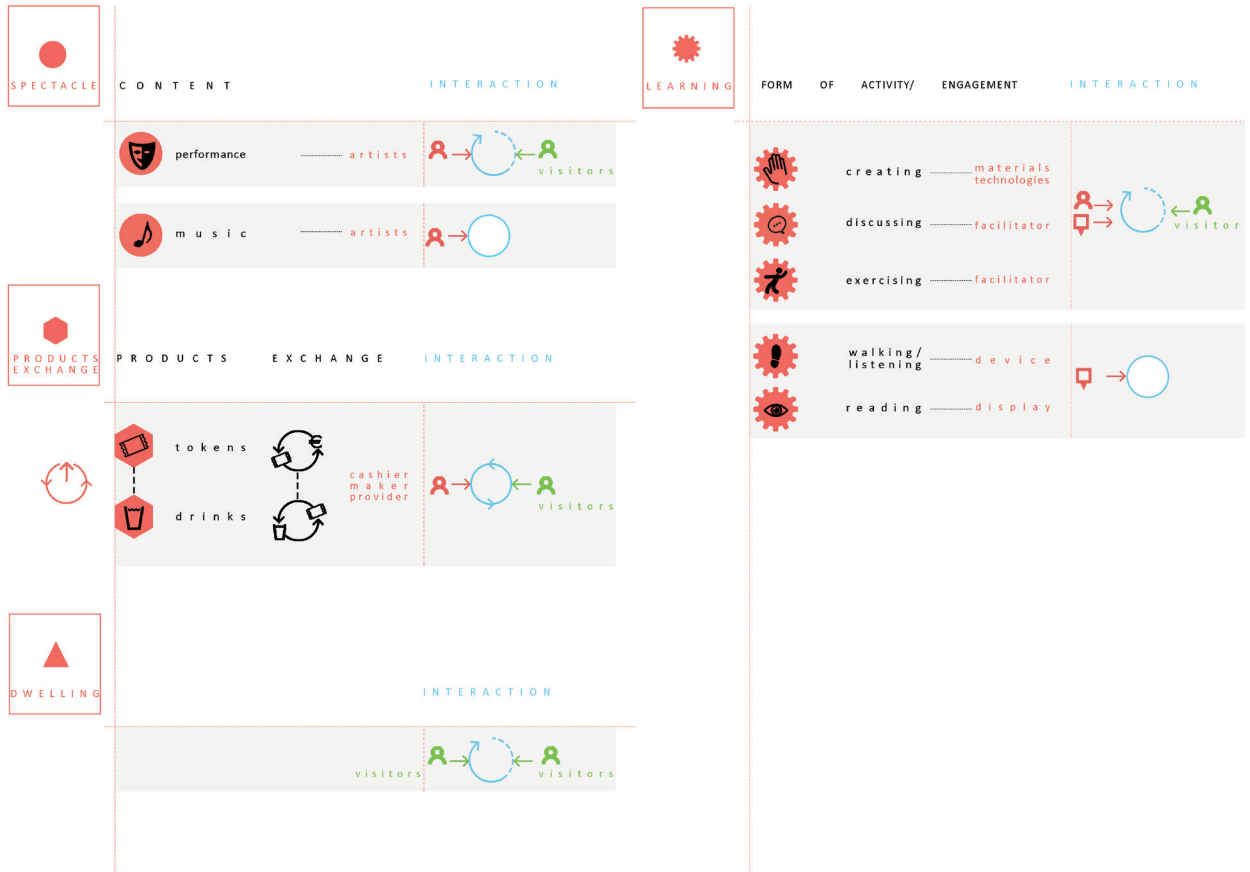 SPECTACLE
CONTENT
INTERACTION
performance
artists
visitors
music
artists
PRODUCTS
EXCHANGE
PRODUCTS
EXCHANGE
INTERACTION
tokens
€
cashier
maker
provider
visitors
drinks
DWELLING
INTERACTION
visitors
visitors
LEARNING
FORM OF ACTIVITY/ ENGAGEMENT
INTERACTION
creating
materials
technologies
discussing
facilitator
visitor
exercising
facilitator
walking/
listening
device
reading
display